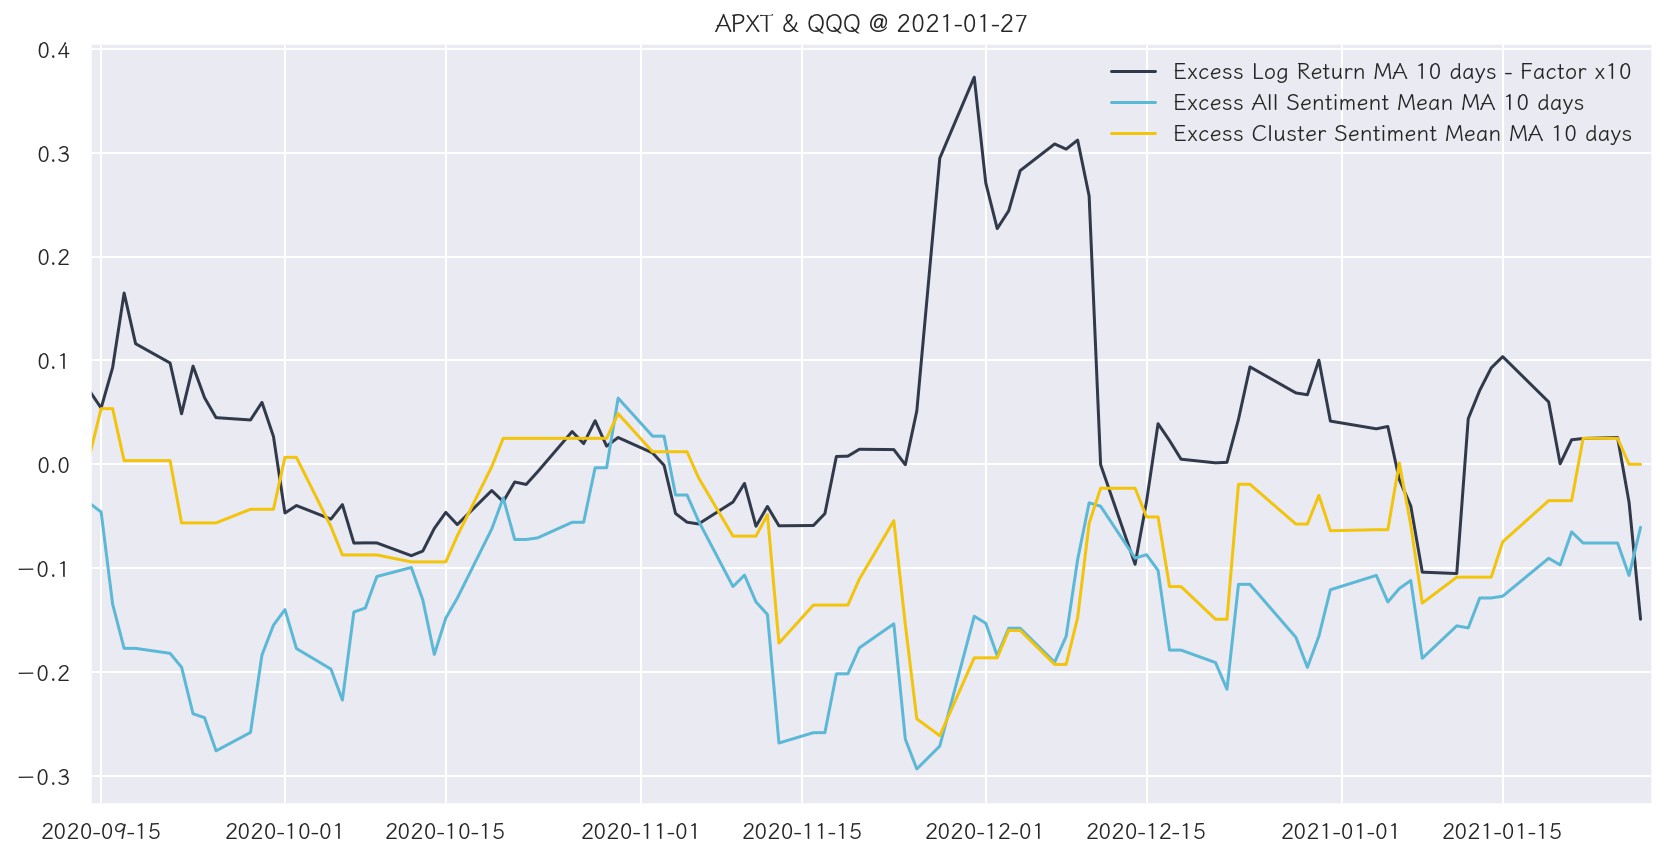 APXT & QQQ @ 2021-01-27
Excess Log Return MA 10 days - Factor x10
Excess All Sentiment Mean MA 10 days
Excess Cluster Sentiment Mean MA 10 days
0.4
0.3
0.2
0.1
0.0
−0.1
−0.2
−0.3
2020-09-15 2020-10-01 2020-10-15 2020-11-01 2020-11-15 2020-12-01 2020-12-15 2021-01-01 2021-01-15